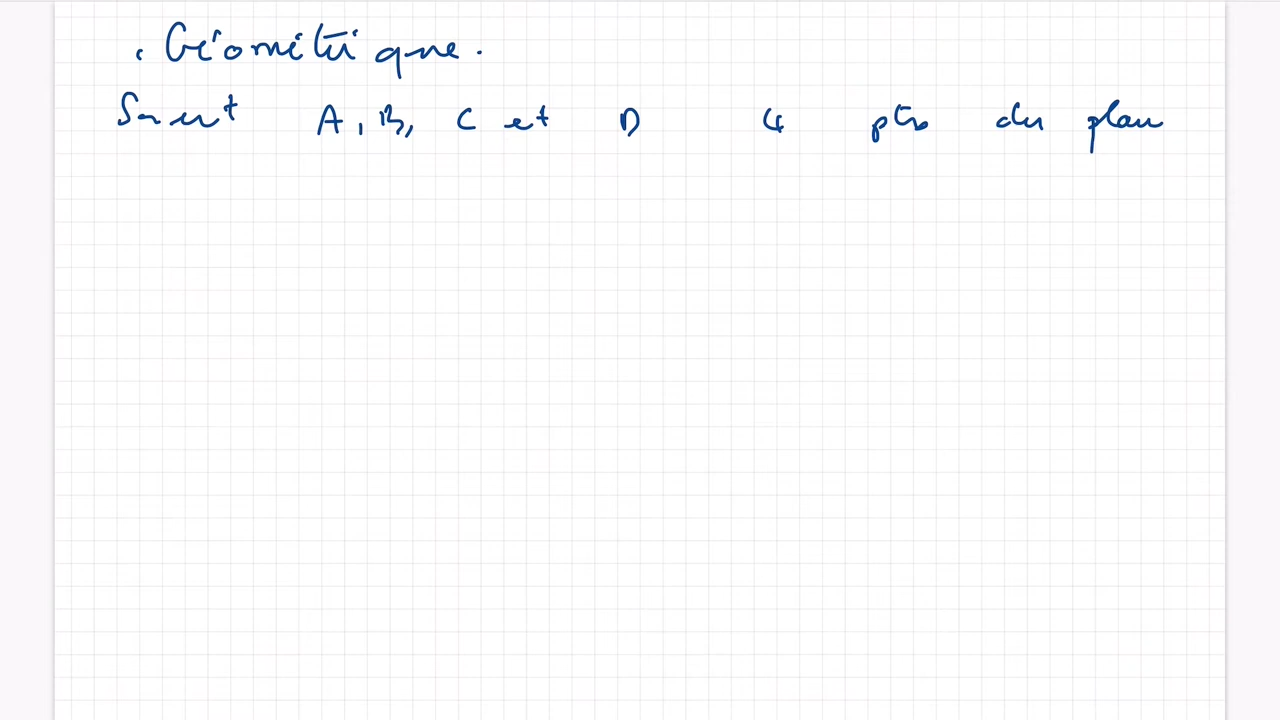 . Géométrique.
Soient A, B, C et D 4 pts du plan